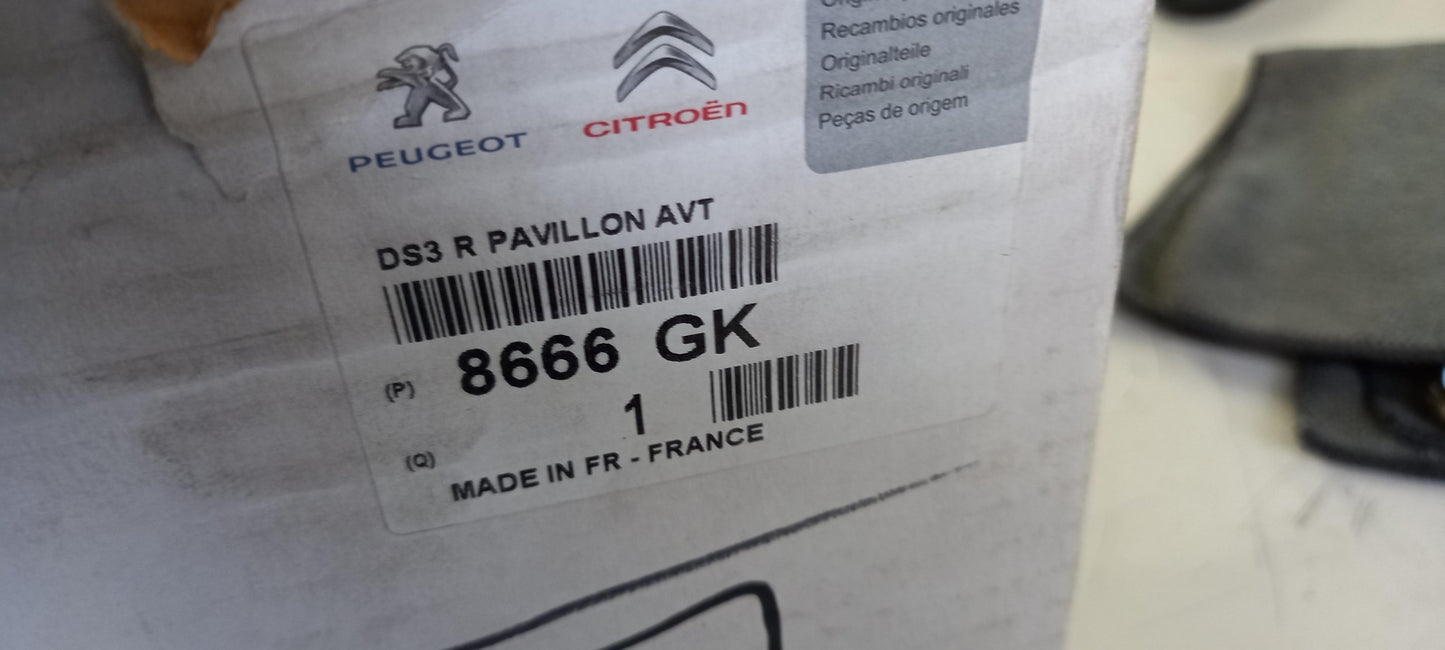 PEUGEOT
CITROËN
Recambios originales
Originalteile
Ricambi originali
Peças de origem
DS3 R PAVILLON AVT
(P) 8666 GK
(Q) 1
MADE IN FR - FRANCE